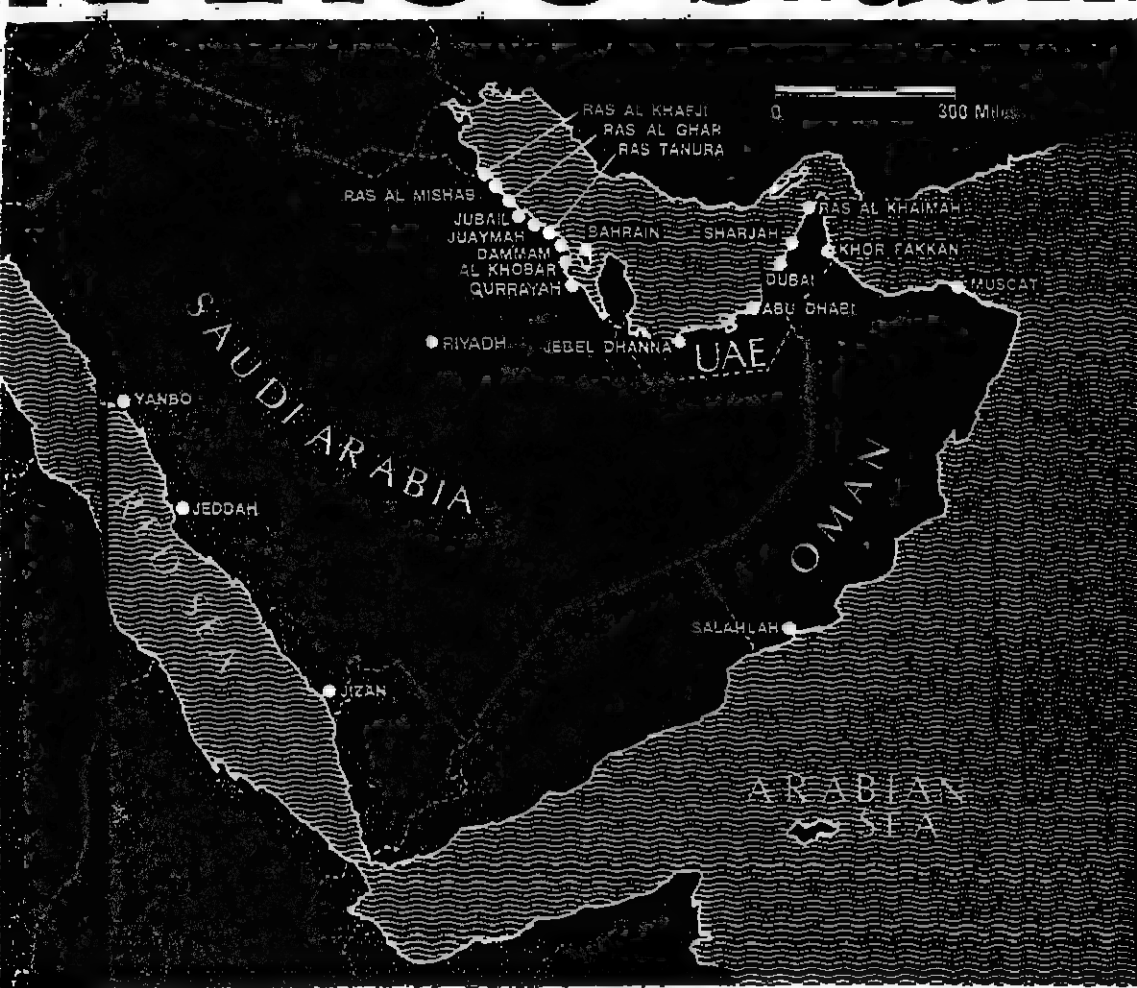 RAS AL KHAFJI
RAS AL GHAR
RAS TANURA
0 300 Miles
RAS AL MISHAB
JUBAIL
JUAYMAH
DAMMAM
AL KHOBAR
QURRAYAH
BAHRAIN
SHARJAH
RAS AL KHAIMAH
KHOR FAKKAN
DUBAI
MUSCAT
ABU DHABI
RIYADH
JEBEL DHANNA
UAE
SAUDI ARABIA
YANBO
JEDDAH
RED SEA
OMAN
SALAHLAH
JIZAN
ARABIAN
SEA